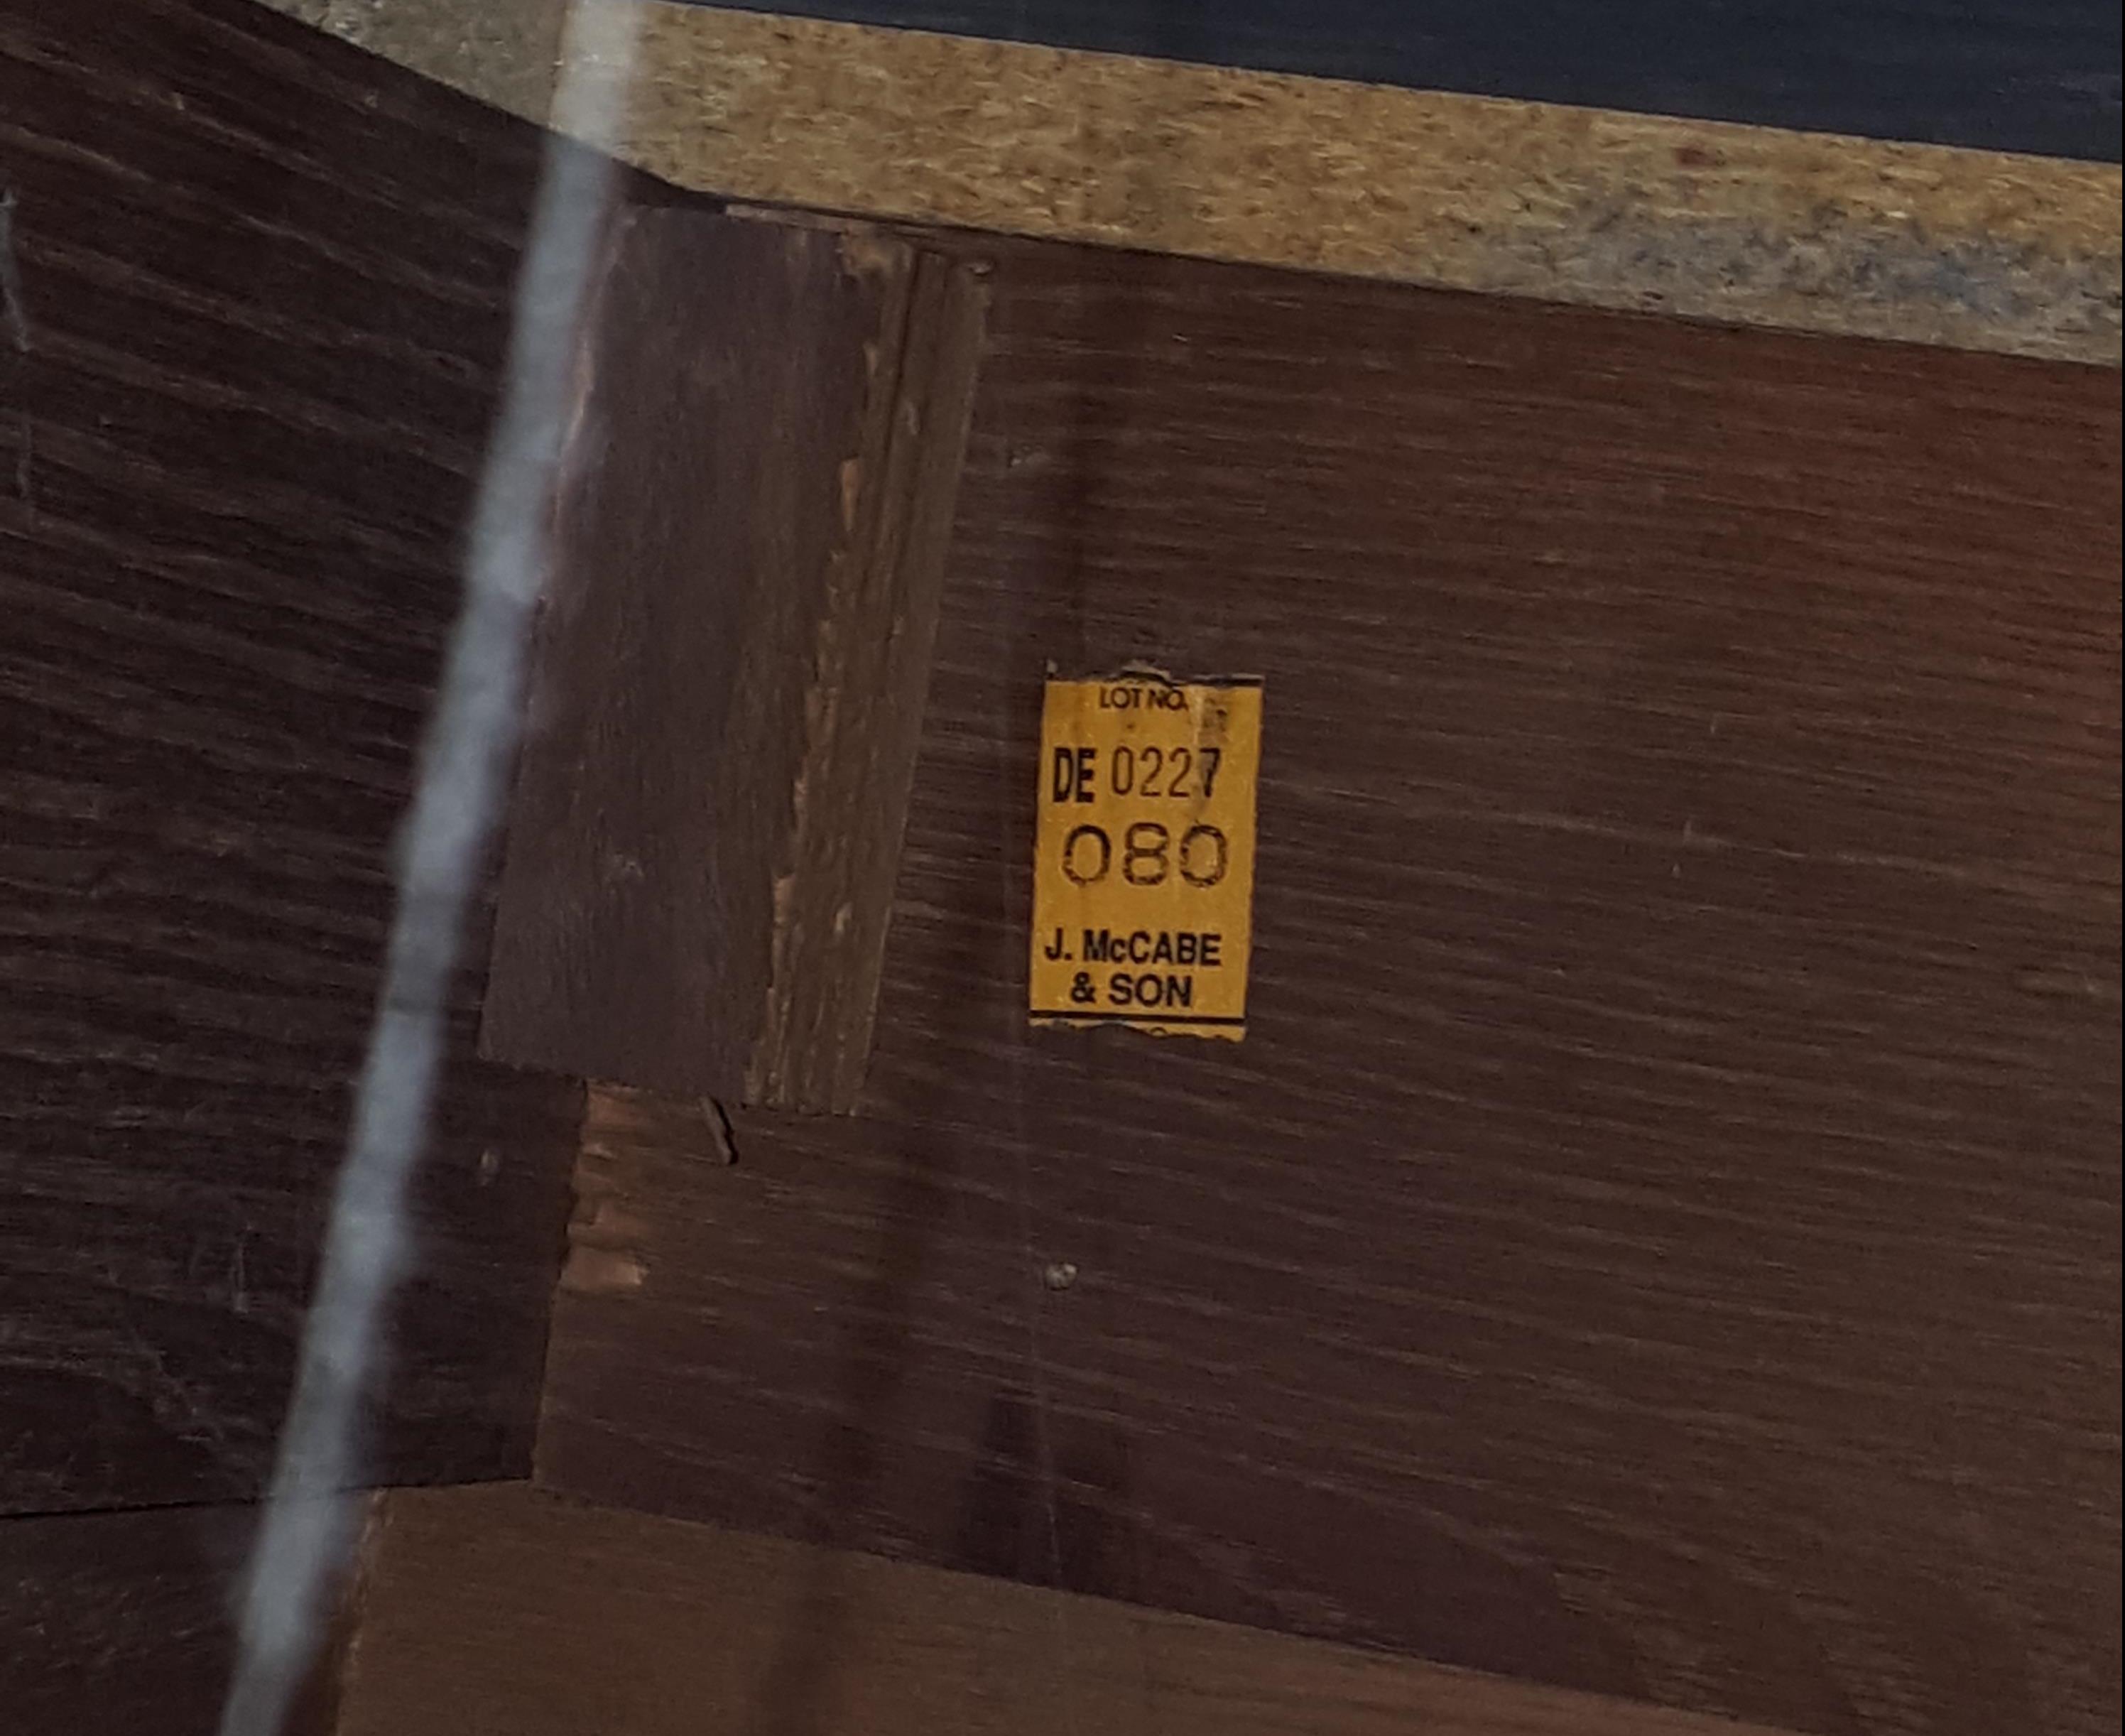 LOT NO.
DE 0227
080
J. McCABE
& SON